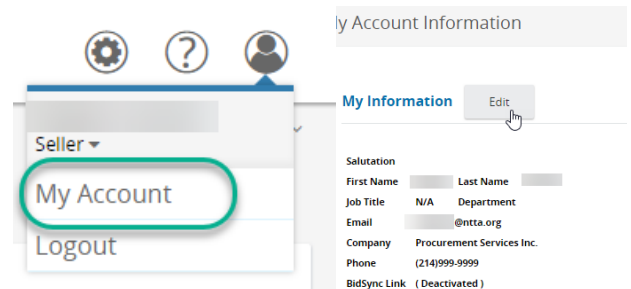 Seller
My Account
Logout
y Account Information
My Information Edit
Salutation
First Name Last Name
Job Title N/A Department
Email @ntta.org
Company Procurement Services Inc.
Phone (214)999-9999
BidSync Link ( Deactivated )